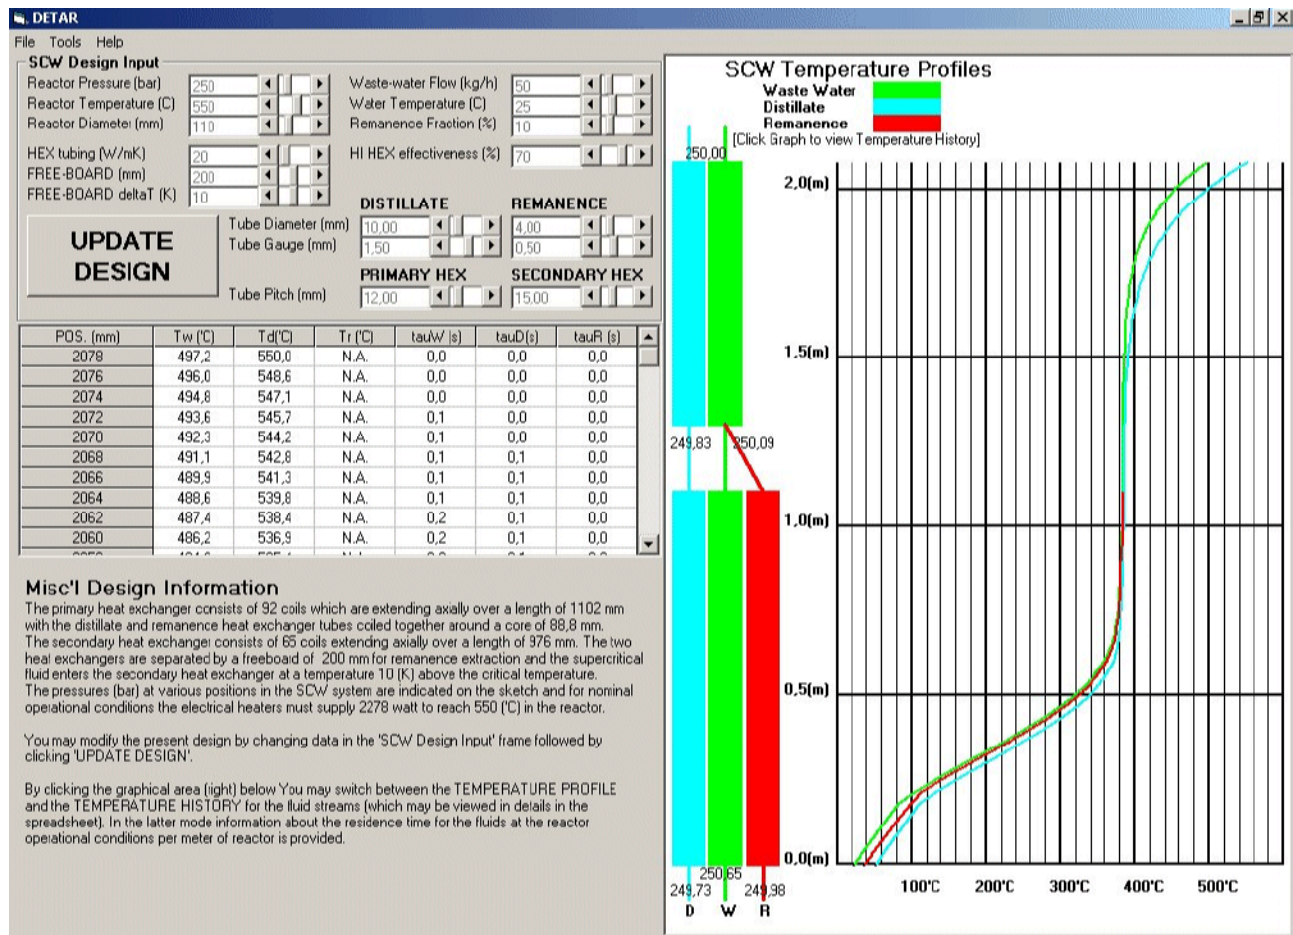 DETAR
File Tools Help
SCW Design Input
Reactor Pressure (bar) 250
Reactor Temperature (C) 550
Reactor Diameter (mm) 110
Waste-water Flow (kg/h) 50
Water Temperature (C) 25
Remanence Fraction (%) 10
HEX tubing (W/mK) 20
FREE-BOARD (mm) 200
FREE-BOARD deltaT (K) 10
HI HEX effectiveness (%) 70
UPDATE
DESIGN
DISTILLATE REMANENCE
Tube Diameter (mm) 10,00 4,00
Tube Gauge (mm) 1,50 0,50
PRIMARY HEX SECONDARY HEX
Tube Pitch (mm) 12,00 15,00
POS. (mm) Tw (°C) Td(°C) Tr (°C) tauW (s) tauD(s) tauR (s)
2078 497,2 550,0 N.A. 0,0 0,0 0,0
2076 496,0 548,6 N.A. 0,0 0,0 0,0
2074 494,8 547,1 N.A. 0,0 0,0 0,0
2072 493,6 545,7 N.A. 0,1 0,0 0,0
2070 492,3 544,2 N.A. 0,1 0,0 0,0
2068 491,1 542,8 N.A. 0,1 0,1 0,0
2066 489,9 541,3 N.A. 0,1 0,1 0,0
2064 488,6 539,8 N.A. 0,1 0,1 0,0
2062 487,4 538,4 N.A. 0,2 0,1 0,0
2060 486,2 536,9 N.A. 0,2 0,1 0,0
Misc'l Design Information
The primary heat exchanger consists of 92 coils which are extending axially over a length of 1102 mm
with the distillate and remanence heat exchanger tubes coiled together around a core of 88,8 mm.
The secondary heat exchanger consists of 65 coils extending axially over a length of 976 mm. The two
heat exchangers are separated by a freeboard of 200 mm for remanence extraction and the supercritical
fluid enters the secondary heat exchanger at a temperature 10 (K) above the critical temperature.
The pressures (bar) at various positions in the SCW system are indicated on the sketch and for nominal
operational conditions the electrical heaters must supply 2278 watt to reach 550 (°C) in the reactor.
You may modify the present design by changing data in the 'SCW Design Input' frame followed by
clicking 'UPDATE DESIGN'.
By clicking the graphical area (right) below You may switch between the TEMPERATURE PROFILE
and the TEMPERATURE HISTORY for the fluid streams (which may be viewed in details in the
spreadsheet). In the latter mode information about the residence time for the fluids at the reactor
operational conditions per meter of reactor is provided.
SCW Temperature Profiles
Waste Water
Distillate
Remanence
[Click Graph to view Temperature History]
250,00
2,0(m)
1,5(m)
249,83 250,09
1,0(m)
0,5(m)
0,0(m)
250,65
249,73 249,98
D W R
100°C 200°C 300°C 400°C 500°C